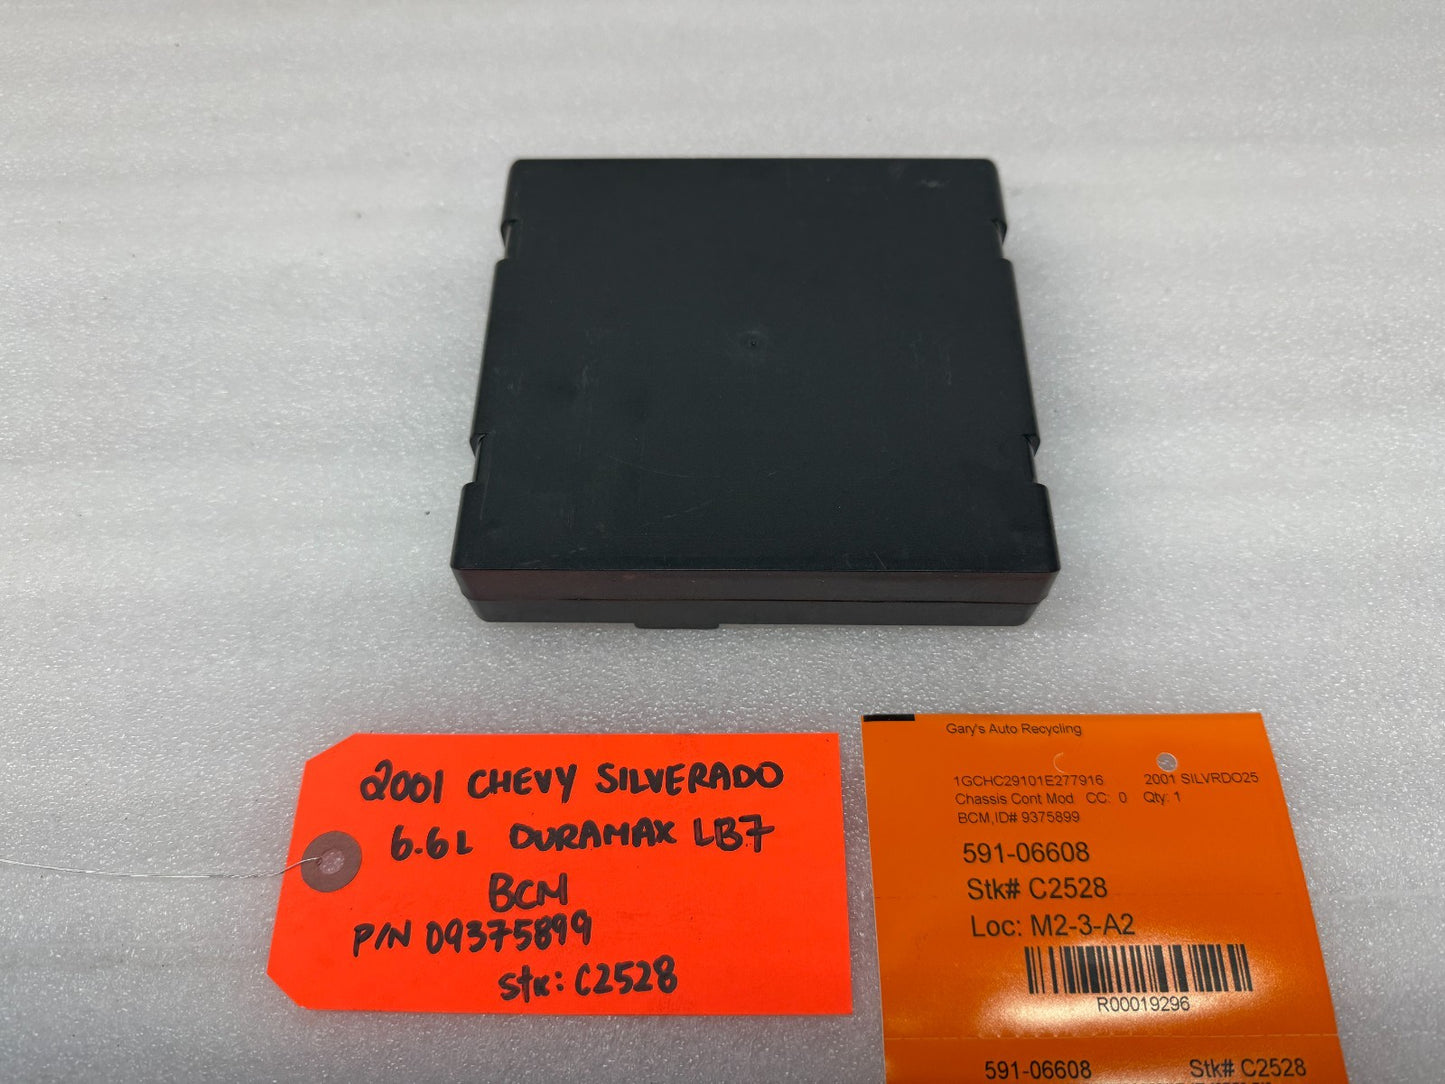 2001 CHEVY SILVERADO
6.6L DURAMAX LB7
BCM
P/N 09375899
stk: C2528
Gary's Auto Recycling
1GCHC29101E277916 2001 SILVRDO25
Chassis Cont Mod CC: 0 Qty: 1
BCM,ID# 9375899
591-06608
Stk# C2528
Loc: M2-3-A2
R00019296
591-06608 Stk# C2528